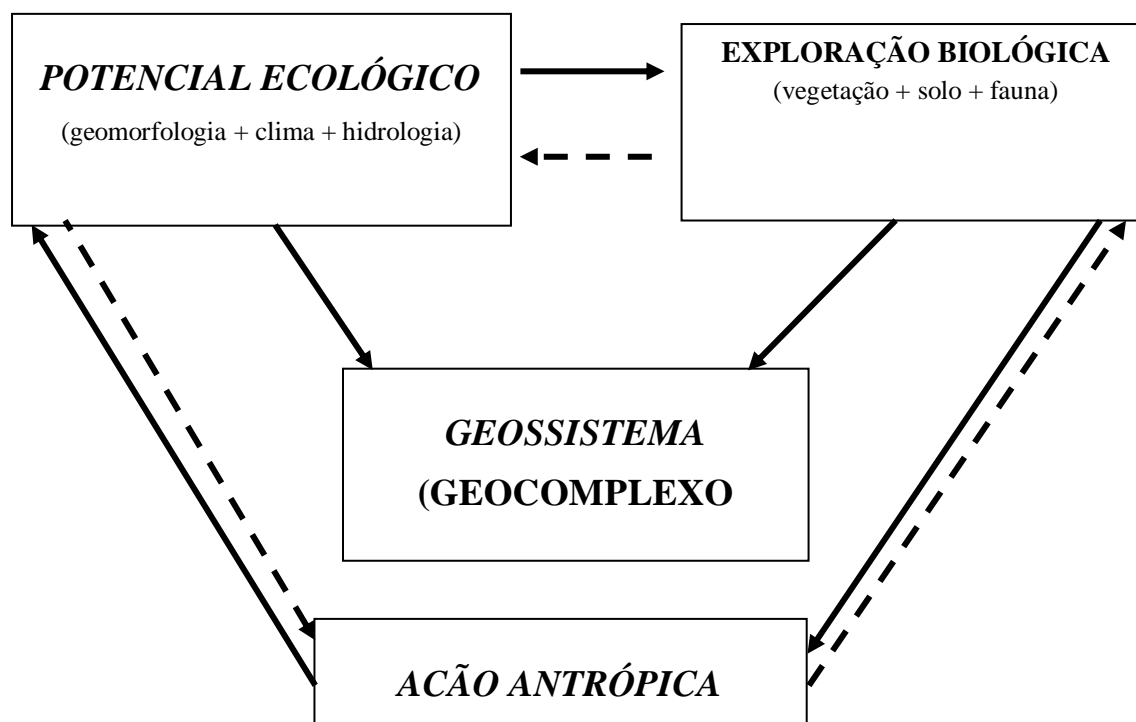 POTENCIAL ECOLÓGICO
(geomorfologia + clima + hidrologia)
EXPLORAÇÃO BIOLÓGICA
(vegetação + solo + fauna)
GEOSSISTEMA
(GEOCOMPLEXO
ACÃO ANTRÓPICA